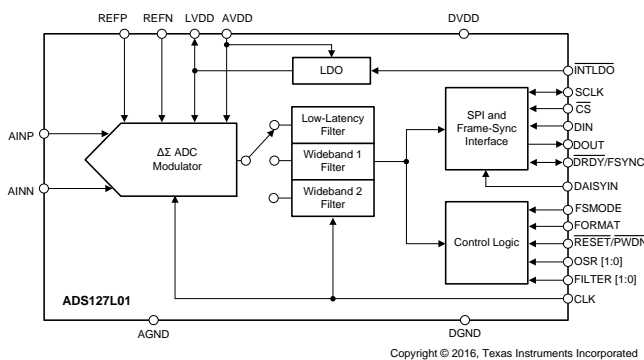 REFP REFN LVDD AVDD DVDD
LDO
INTLDO
SCLK
CS
DIN
DOUT
DRDY/FSYNC
DAISYIN
SPI and
Frame-Sync
Interface
AINP
AINN
ΔΣ ADC
Modulator
Low-Latency
Filter
Wideband 1
Filter
Wideband 2
Filter
Control Logic
FSMODE
FORMAT
RESET/PWDN
OSR [1:0]
FILTER [1:0]
CLK
ADS127L01
AGND DGND
Copyright © 2016, Texas Instruments Incorporated